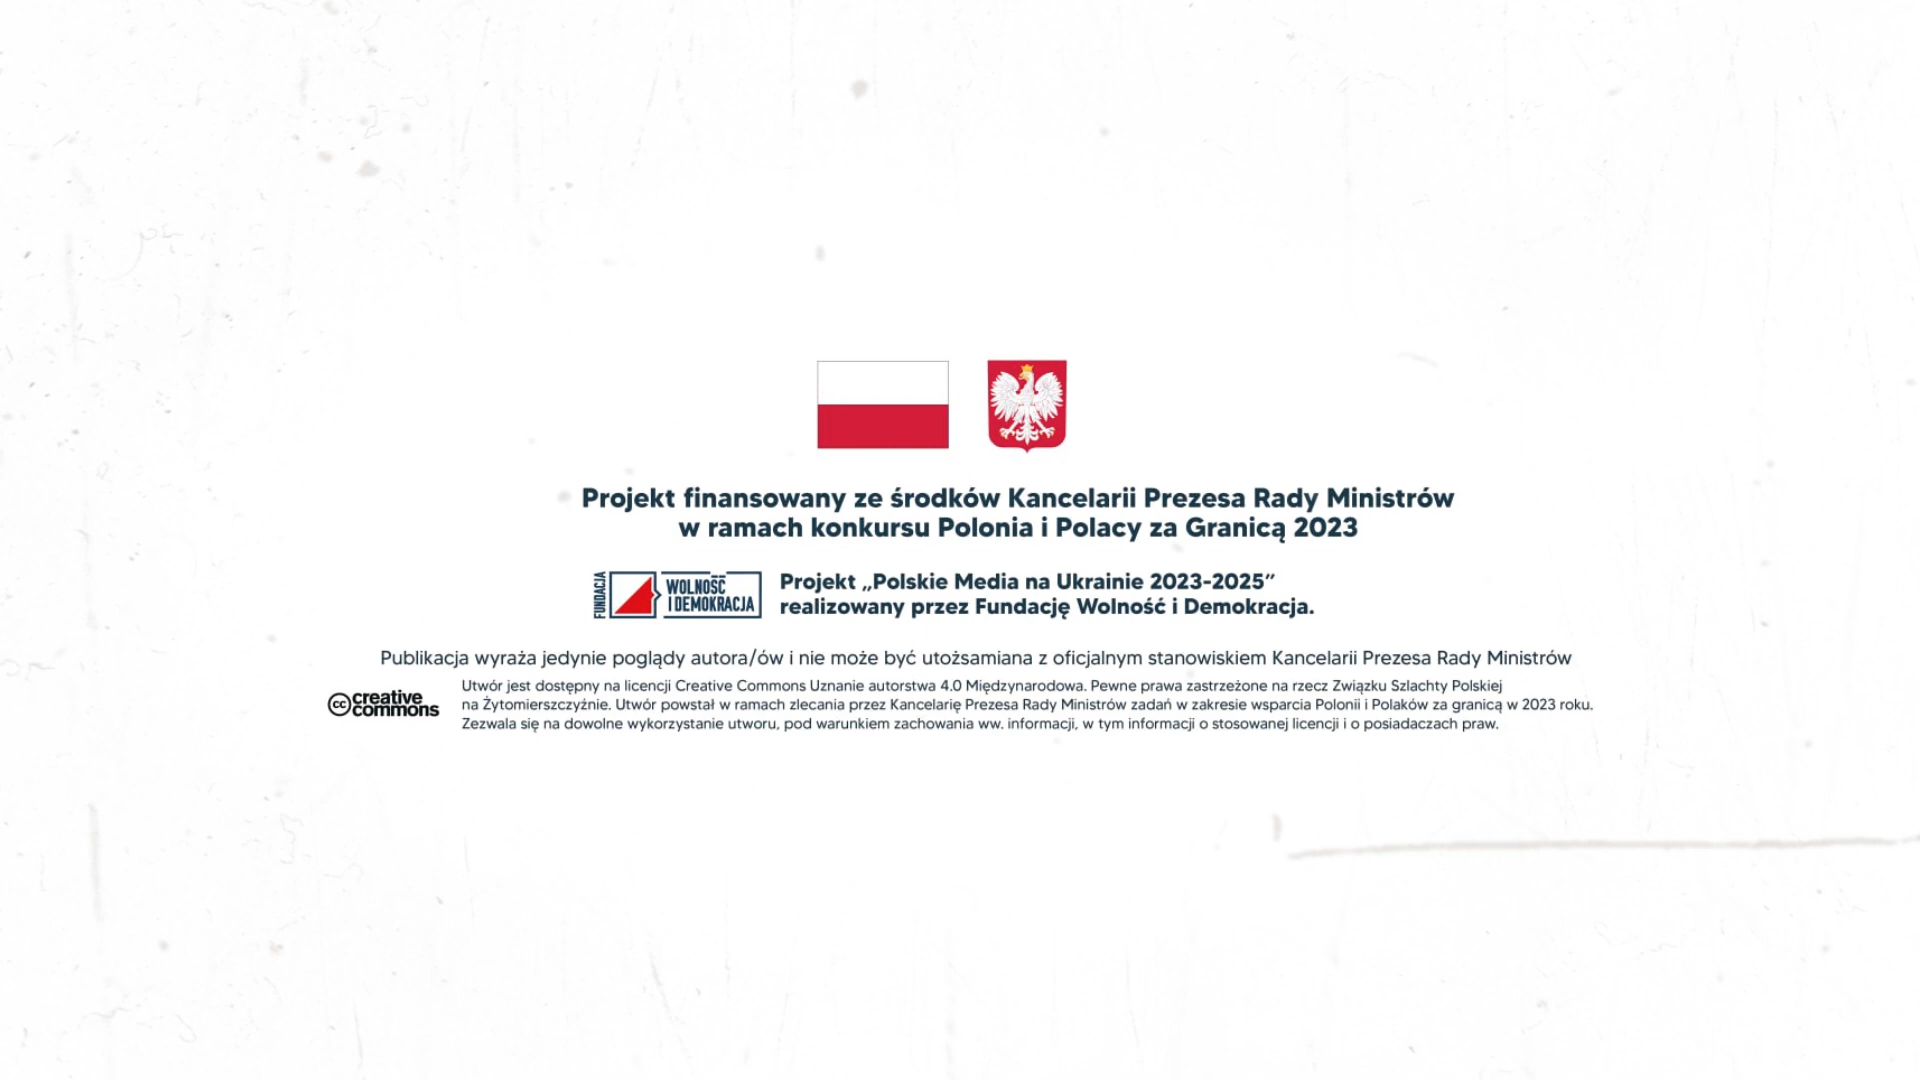 Projekt finansowany ze środków Kancelarii Prezesa Rady Ministrów
w ramach konkursu Polonia i Polacy za Granicą 2023
FUNDACJA
WOLNOŚĆ
I DEMOKRACJA
Projekt „Polskie Media na Ukrainie 2023-2025”
realizowany przez Fundację Wolność i Demokracja.
Publikacja wyraża jedynie poglądy autora/ów i nie może być utożsamiana z oficjalnym stanowiskiem Kancelarii Prezesa Rady Ministrów
cc creative
commons
Utwór jest dostępny na licencji Creative Commons Uznanie autorstwa 4.0 Międzynarodowa. Pewne prawa zastrzeżone na rzecz Związku Szlachty Polskiej
na Żytomierszczyźnie. Utwór powstał w ramach zlecania przez Kancelarię Prezesa Rady Ministrów zadań w zakresie wsparcia Polonii i Polaków za granicą w 2023 roku.
Zezwala się na dowolne wykorzystanie utworu, pod warunkiem zachowania ww. informacji, w tym informacji o stosowanej licencji i o posiadaczach praw.